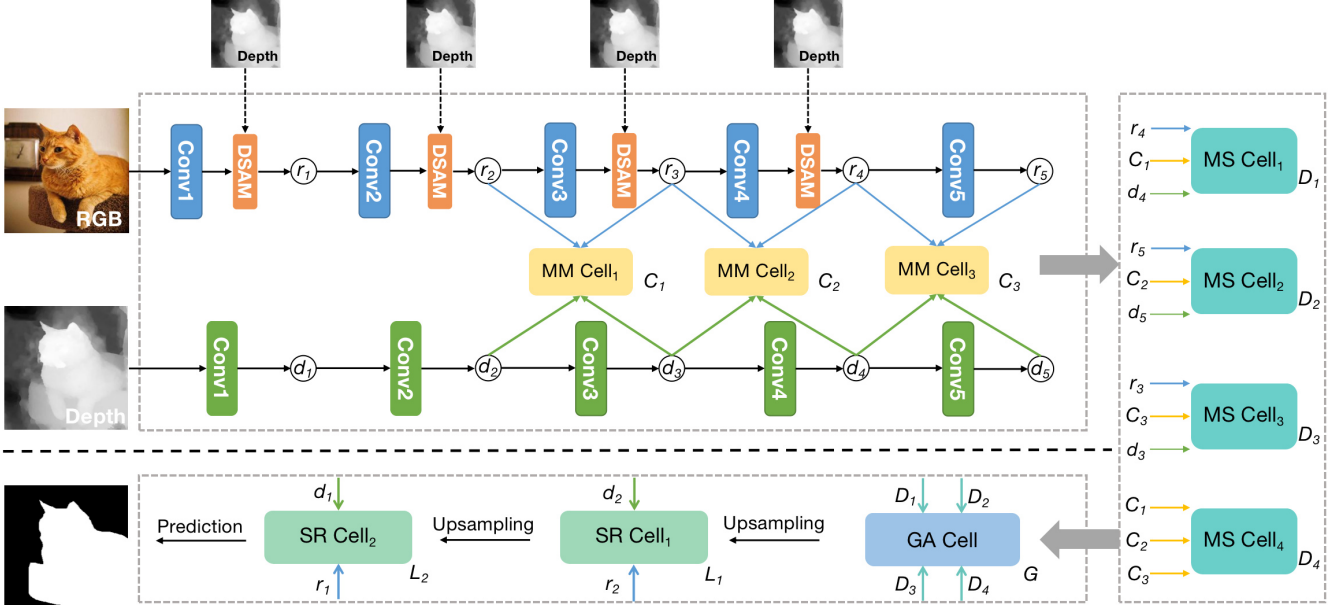 Depth Depth Depth Depth
RGB
Conv1 DSAM r1 Conv2 DSAM r2 Conv3 DSAM r3 Conv4 DSAM r4 Conv5 r5
MM Cell1 C1 MM Cell2 C2 MM Cell3 C3
Depth
Conv1 d1 Conv2 d2 Conv3 d3 Conv4 d4 Conv5 d5
r4
C1
d4
MS Cell1 D1
r5
C2
d5
MS Cell2 D2
r3
C3
d3
MS Cell3 D3
C1
C2
C3
MS Cell4 D4
d1 d2 D1 D2
Prediction SR Cell2 Upsampling SR Cell1 Upsampling GA Cell
r1 L2 r2 L1 D3 D4 G